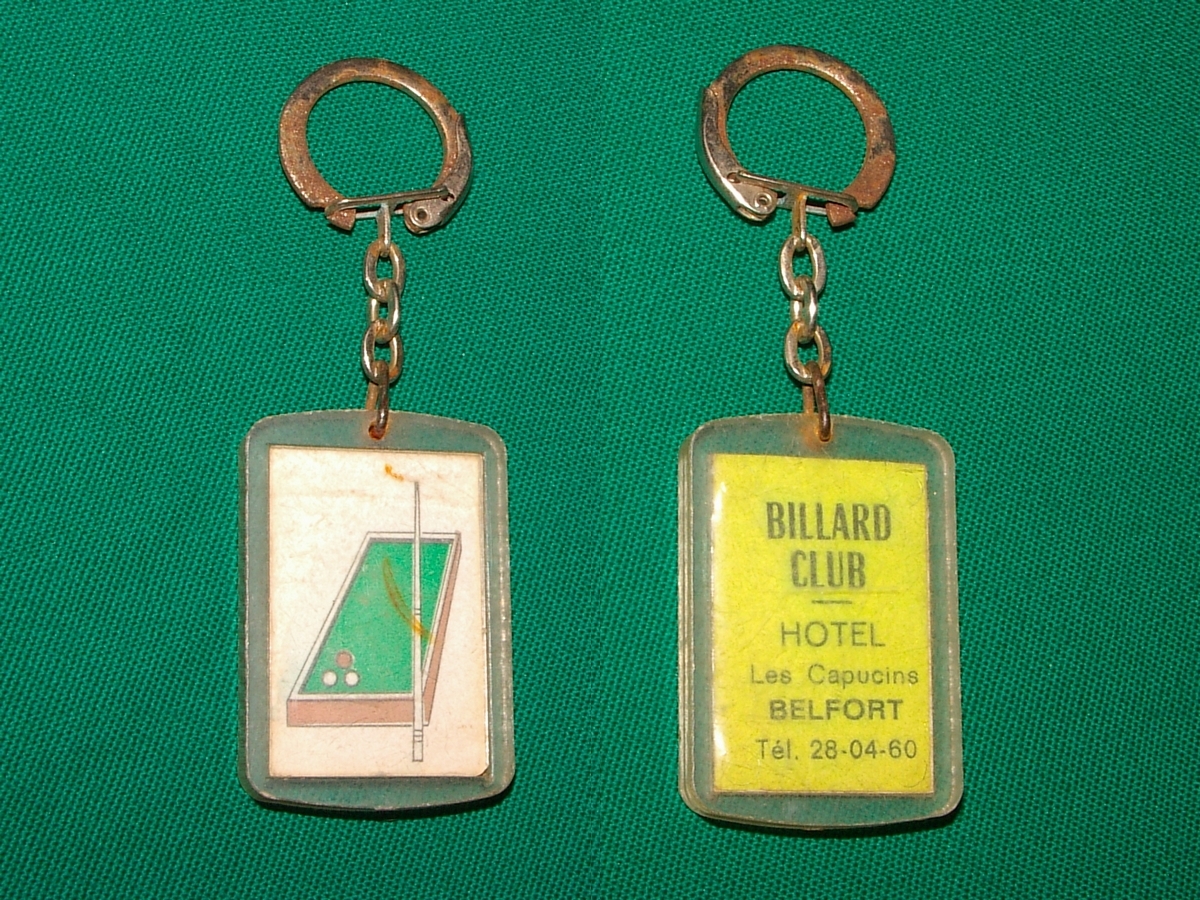 BILLARD
CLUB
HOTEL
Les Capucins
BELFORT
Tél. 28-04-60